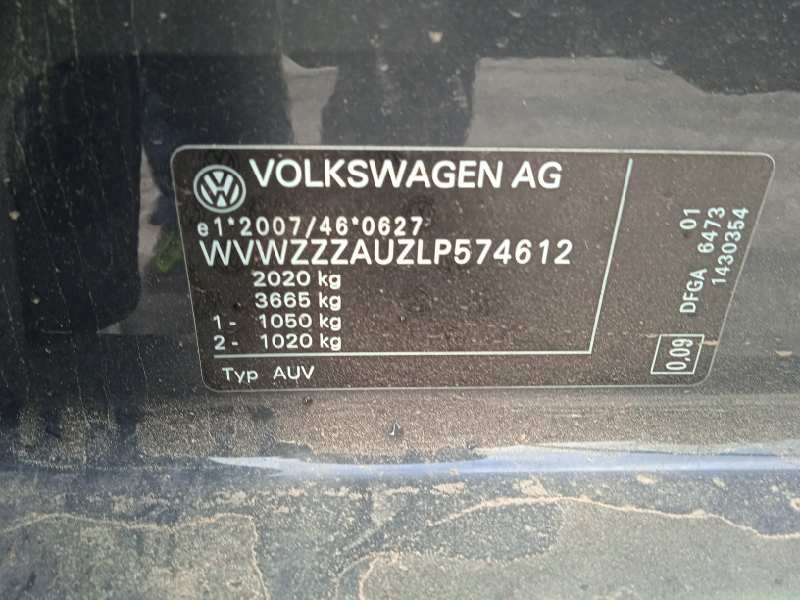 VOLKSWAGEN AG
e1*2007/46*0627
WVWZZZAUZLP574612
2020 kg
3665 kg
1- 1050 kg
2- 1020 kg
Typ AUV
01
DFGA 6473
1430354
0,09